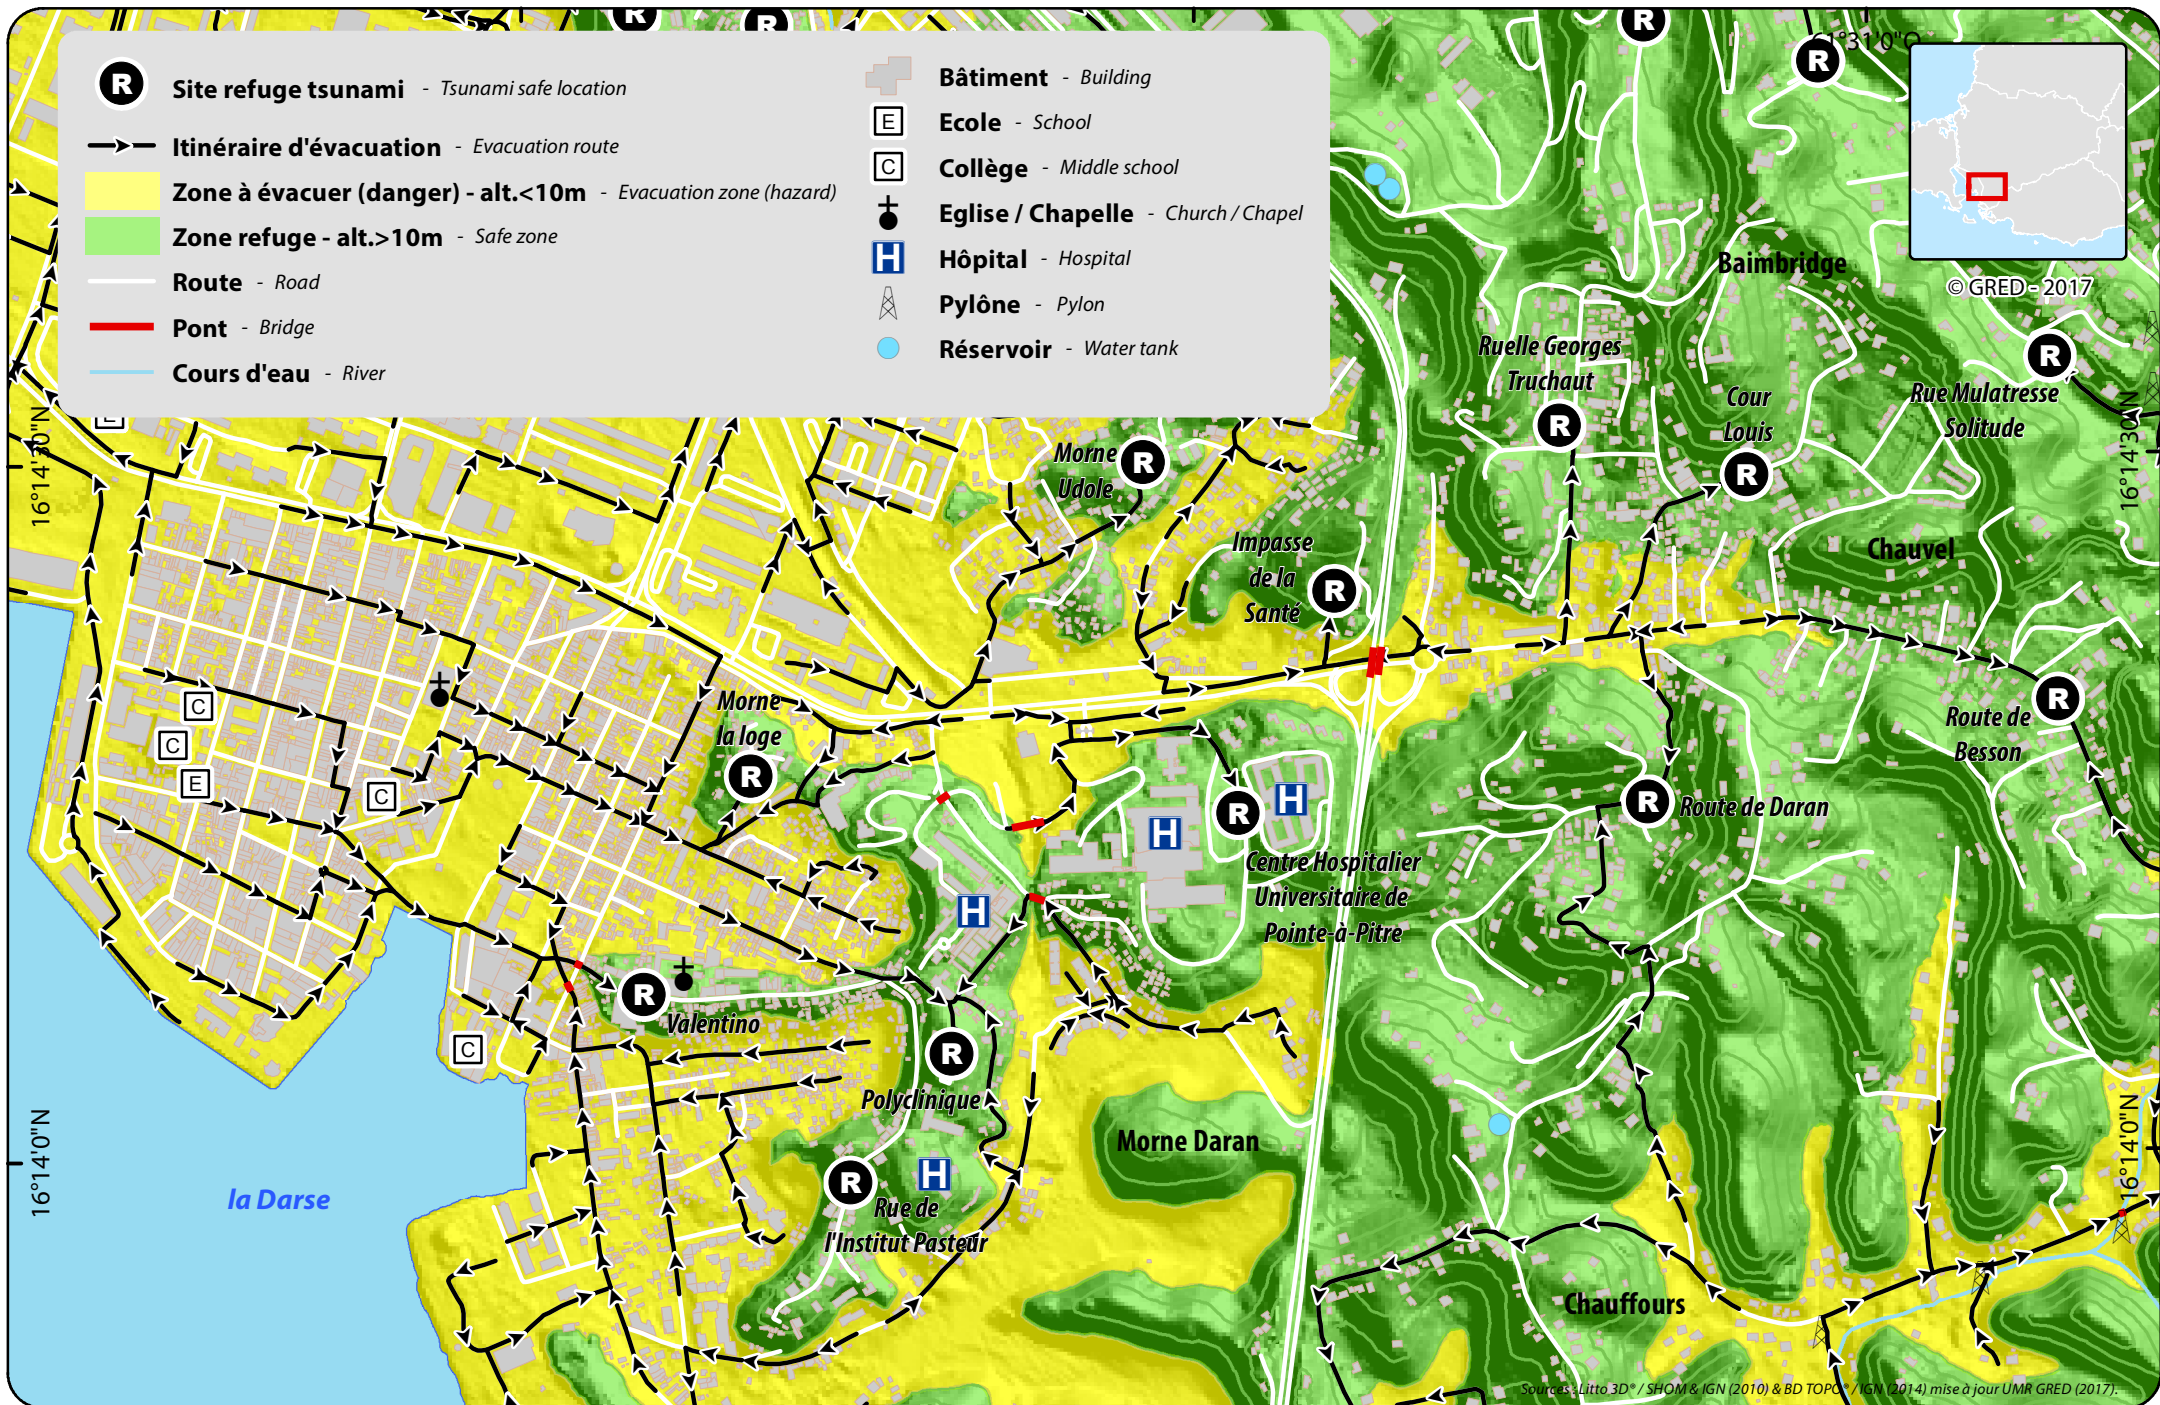 R
R
R
R
61°31'0"O
R Site refuge tsunami - Tsunami safe location
Itinéraire d'évacuation - Evacuation route
Zone à évacuer (danger) - alt.<10m - Evacuation zone (hazard)
Zone refuge - alt.>10m - Safe zone
Route - Road
Pont - Bridge
Cours d'eau - River
Bâtiment - Building
E Ecole - School
C Collège - Middle school
Eglise / Chapelle - Church / Chapel
H Hôpital - Hospital
Pylône - Pylon
Réservoir - Water tank
© GRED - 2017
Baimbridge
Ruelle Georges
Truchaut
R
Cour
Louis
R
R
Rue Mulatresse
Solitude
16°14'30"N
16°14'30"N
Morne
Udole
R
Impasse
de la
Santé
R
Chauvel
C
C
E
C
Morne
la loge
R
R
Route de
Besson
R
Route de Daran
R
H
H
H
Centre Hospitalier
Universitaire de
Pointe-à-Pitre
R
Valentino
C
R
Polyclinique
Morne Daran
16°14'0"N
16°14'0"N
la Darse
R
H
Rue de
l'Institut Pasteur
Chauffours
Sources : Litto 3D® / SHOM & IGN (2010) & BD TOPO® / IGN (2014) mise à jour UMR GRED (2017).